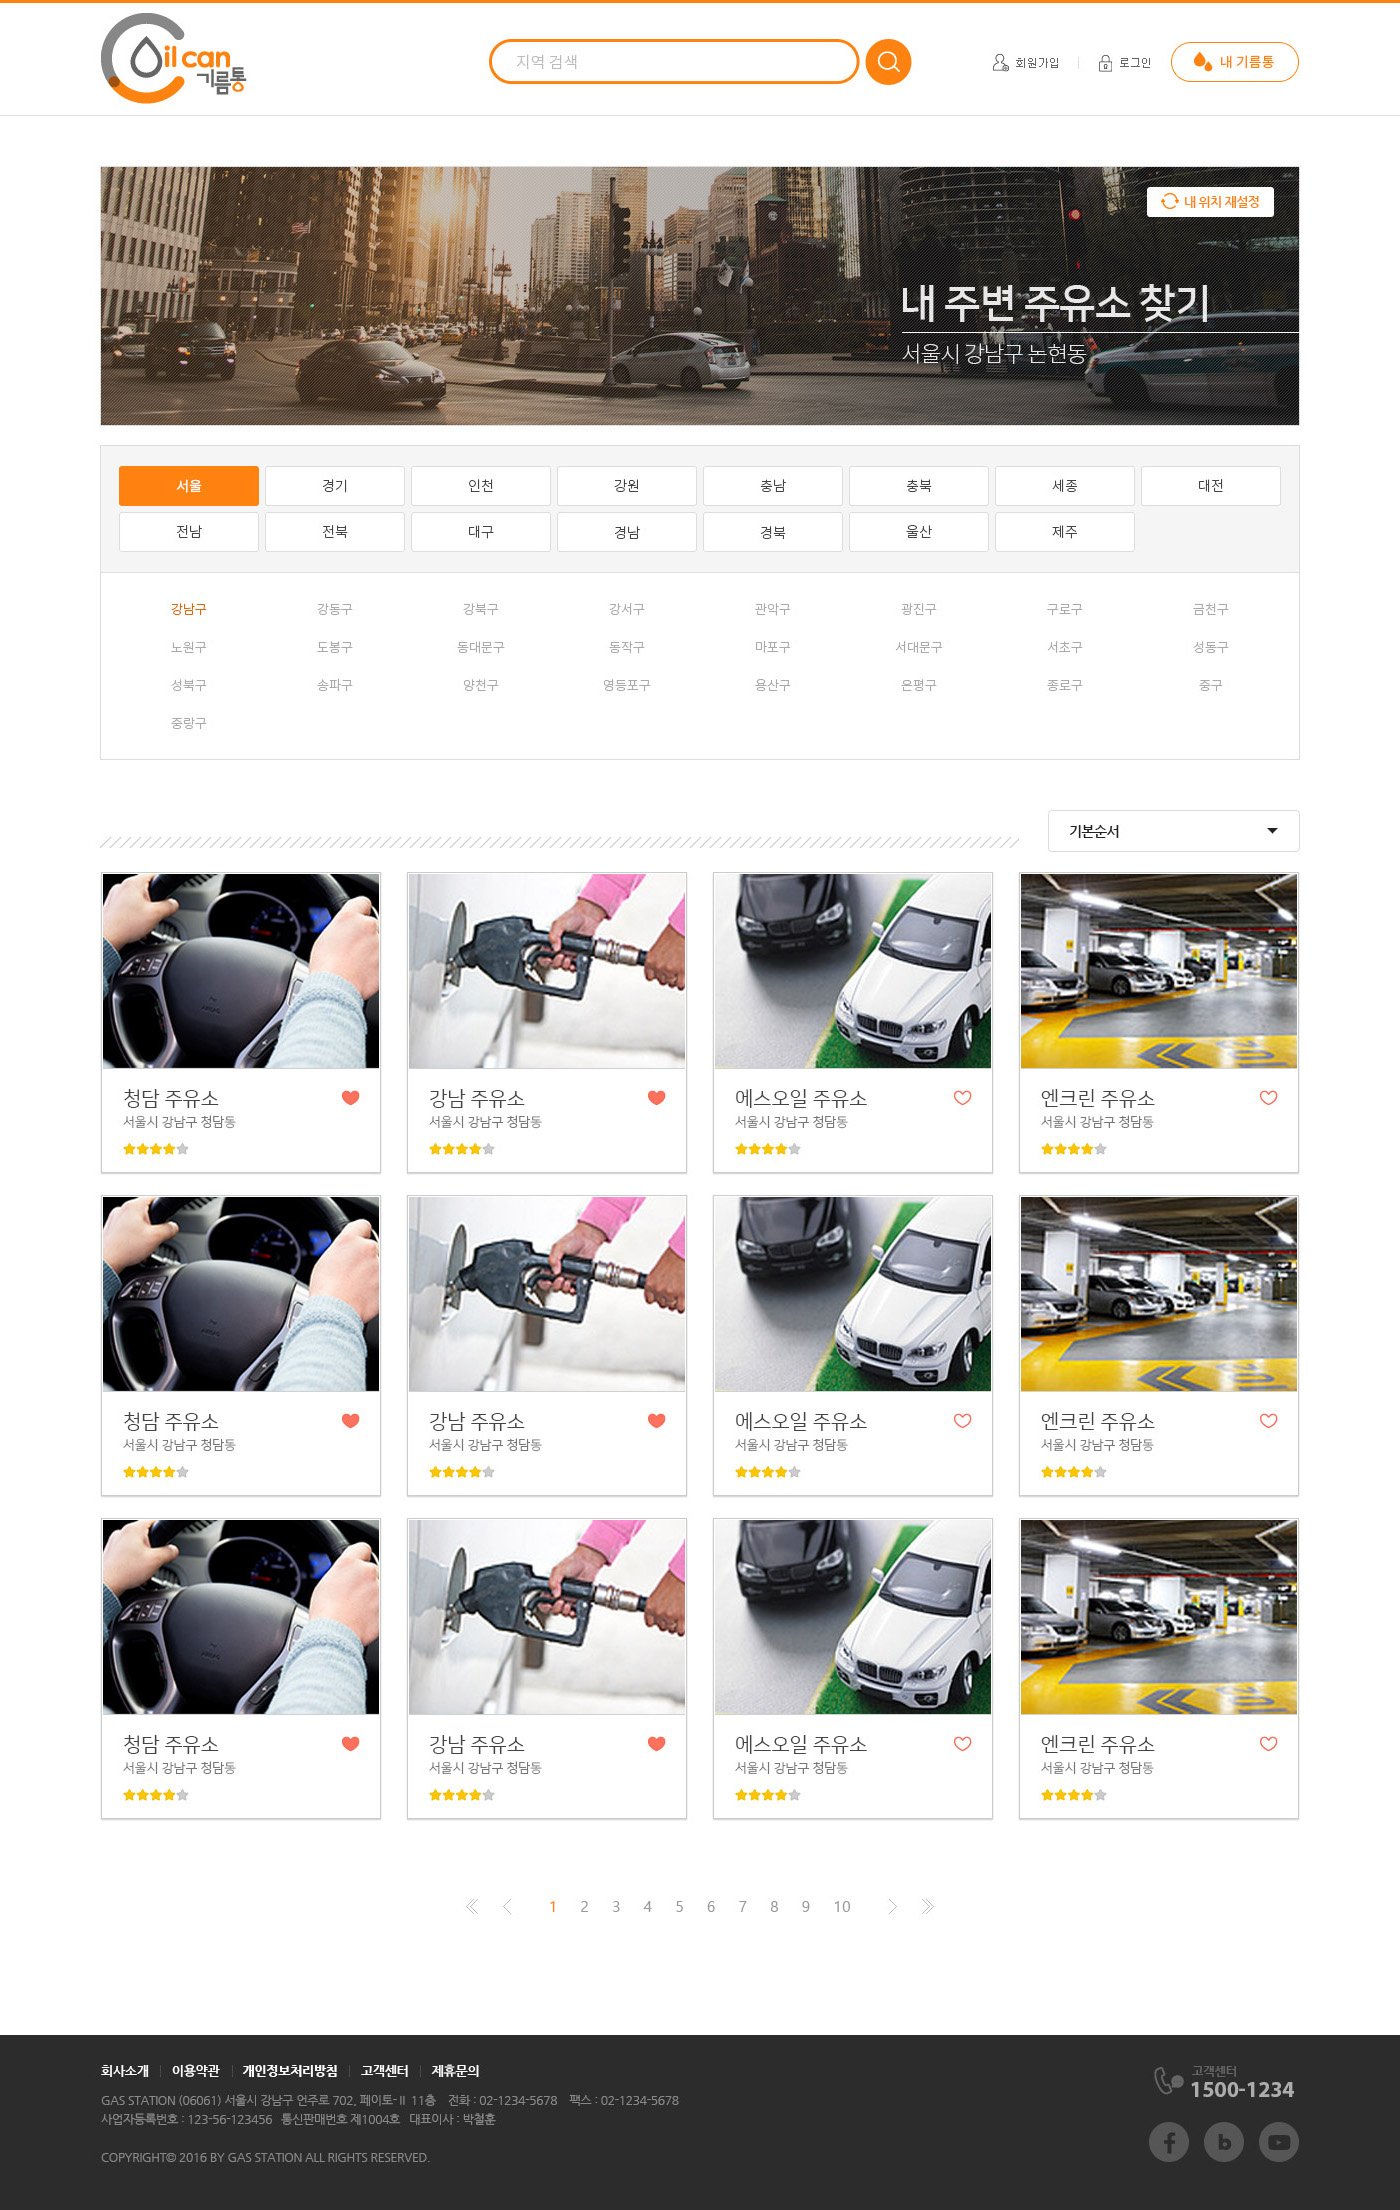 Oil can
기름통
지역 검색
회원가입
로그인
내 기름통
내 위치 재설정
내 주변 주유소 찾기
서울시 강남구 논현동
서울 경기 인천 강원 충남 충북 세종 대전
전남 전북 대구 경남 경북 울산 제주
강남구 강동구 강북구 강서구 관악구 광진구 구로구 금천구
노원구 도봉구 동대문구 동작구 마포구 서대문구 서초구 성동구
성북구 송파구 양천구 영등포구 용산구 은평구 종로구 중구
중랑구
기본순서
청담 주유소 강남 주유소 에스오일 주유소 엔크린 주유소
서울시 강남구 청담동 서울시 강남구 청담동 서울시 강남구 청담동 서울시 강남구 청담동
청담 주유소 강남 주유소 에스오일 주유소 엔크린 주유소
서울시 강남구 청담동 서울시 강남구 청담동 서울시 강남구 청담동 서울시 강남구 청담동
청담 주유소 강남 주유소 에스오일 주유소 엔크린 주유소
서울시 강남구 청담동 서울시 강남구 청담동 서울시 강남구 청담동 서울시 강남구 청담동
1 2 3 4 5 6 7 8 9 10
회사소개 이용약관 개인정보처리방침 고객센터 제휴문의
GAS STATION (06061) 서울시 강남구 언주로 702, 페이토-Ⅱ 11층 전화 : 02-1234-5678 팩스 : 02-1234-5678
사업자등록번호 : 123-56-123456 통신판매번호 제1004호 대표이사 : 박철훈
COPYRIGHT© 2016 BY GAS STATION ALL RIGHTS RESERVED.
고객센터
1500-1234